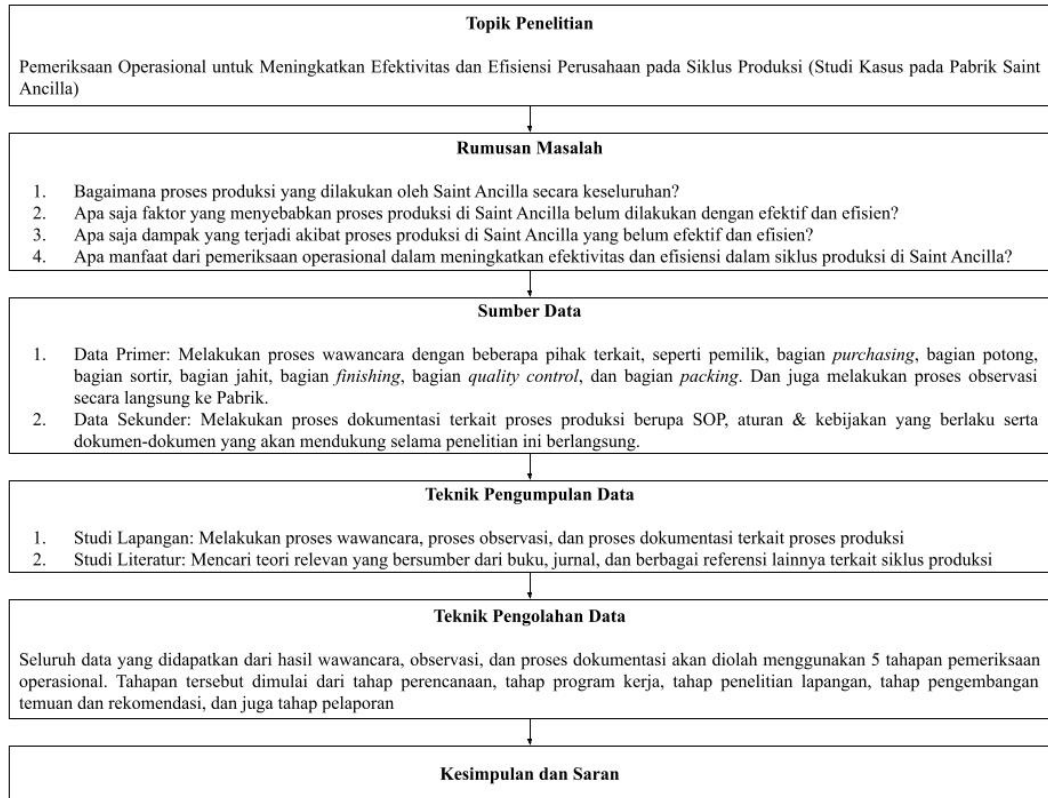 Topik Penelitian
Pemeriksaan Operasional untuk Meningkatkan Efektivitas dan Efisiensi Perusahaan pada Siklus Produksi (Studi Kasus pada Pabrik Saint
Ancilla)
Rumusan Masalah
1. Bagaimana proses produksi yang dilakukan oleh Saint Ancilla secara keseluruhan?
2. Apa saja faktor yang menyebabkan proses produksi di Saint Ancilla belum dilakukan dengan efektif dan efisien?
3. Apa saja dampak yang terjadi akibat proses produksi di Saint Ancilla yang belum efektif dan efisien?
4. Apa manfaat dari pemeriksaan operasional dalam meningkatkan efektivitas dan efisiensi dalam siklus produksi di Saint Ancilla?
Sumber Data
1. Data Primer: Melakukan proses wawancara dengan beberapa pihak terkait, seperti pemilik, bagian purchasing, bagian potong,
bagian sortir, bagian jahit, bagian finishing, bagian quality control, dan bagian packing. Dan juga melakukan proses observasi
secara langsung ke Pabrik.
2. Data Sekunder: Melakukan proses dokumentasi terkait proses produksi berupa SOP, aturan & kebijakan yang berlaku serta
dokumen-dokumen yang akan mendukung selama penelitian ini berlangsung.
Teknik Pengumpulan Data
1. Studi Lapangan: Melakukan proses wawancara, proses observasi, dan proses dokumentasi terkait proses produksi
2. Studi Literatur: Mencari teori relevan yang bersumber dari buku, jurnal, dan berbagai referensi lainnya terkait siklus produksi
Teknik Pengolahan Data
Seluruh data yang didapatkan dari hasil wawancara, observasi, dan proses dokumentasi akan diolah menggunakan 5 tahapan pemeriksaan
operasional. Tahapan tersebut dimulai dari tahap perencanaan, tahap program kerja, tahap penelitian lapangan, tahap pengembangan
temuan dan rekomendasi, dan juga tahap pelaporan
Kesimpulan dan Saran